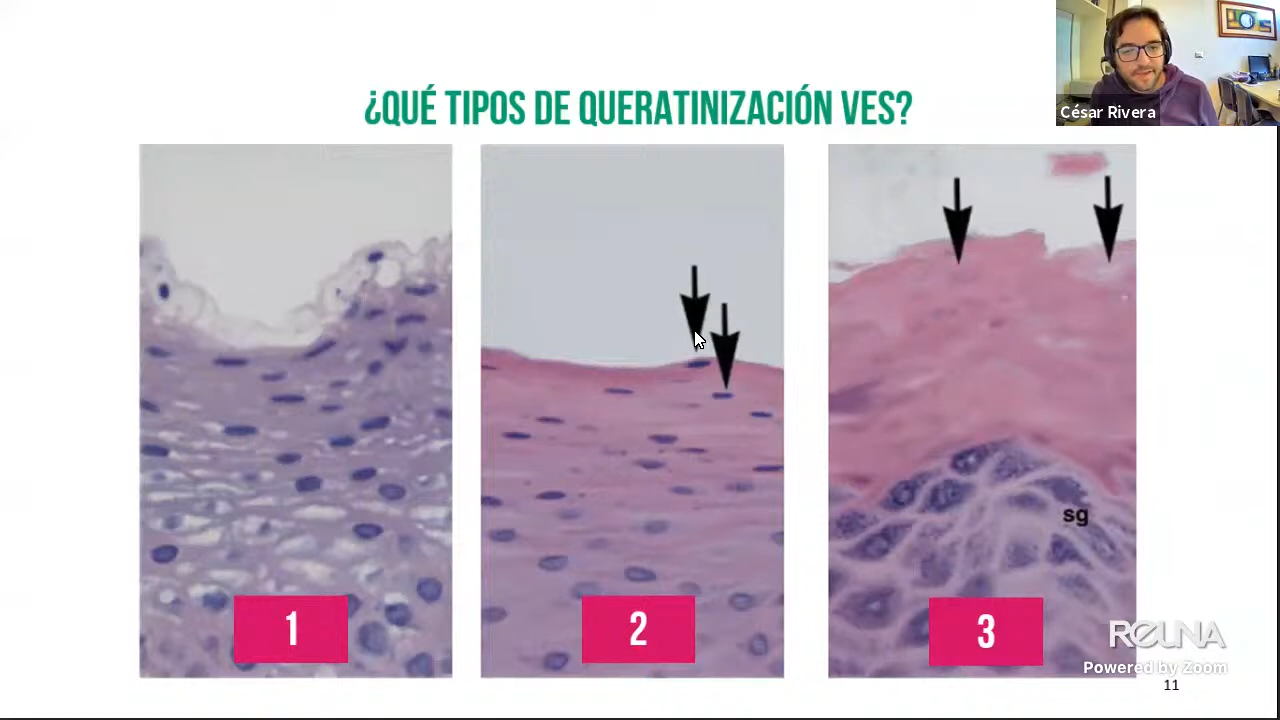 ¿QUÉ TIPOS DE QUERATINIZACIÓN VES?
César Rivera
sg
1
2
3
REUNA
Powered by Zoom
11